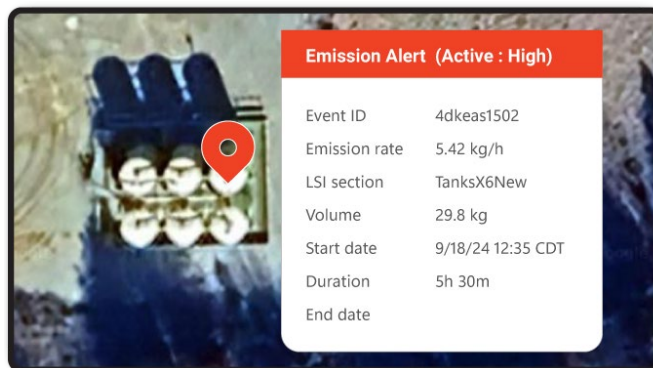 Emission Alert (Active : High)
Event ID 4dkeas1502
Emission rate 5.42 kg/h
LSI section TanksX6New
Volume 29.8 kg
Start date 9/18/24 12:35 CDT
Duration 5h 30m
End date